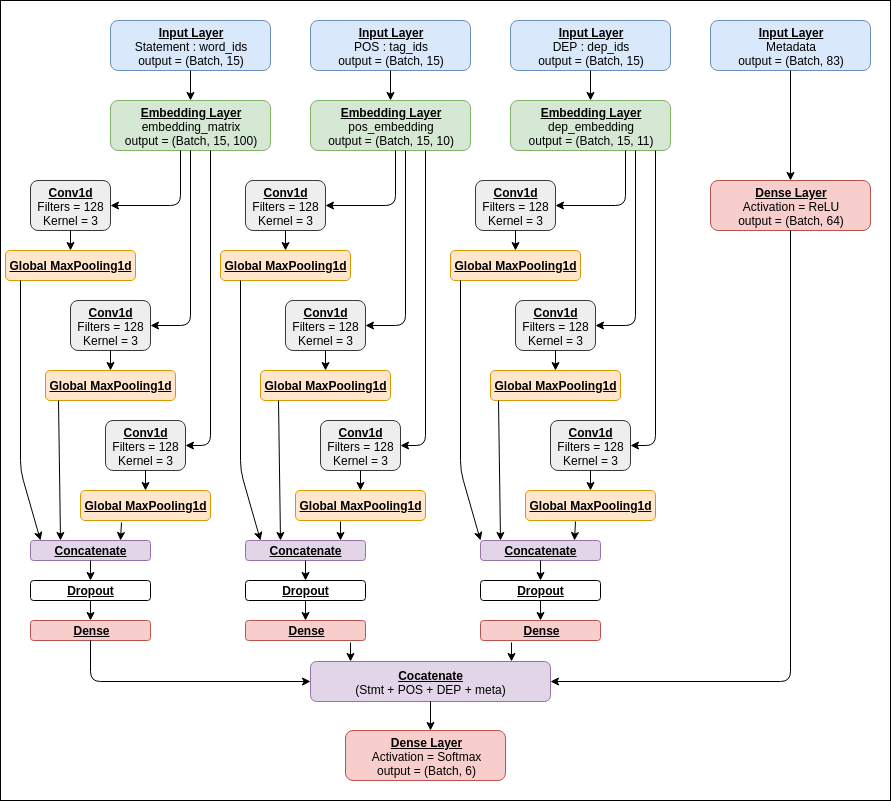 Input Layer
Statement : word_ids
output = (Batch, 15)
Input Layer
POS : tag_ids
output = (Batch, 15)
Input Layer
DEP : dep_ids
output = (Batch, 15)
Input Layer
Metadata
output = (Batch, 83)
Embedding Layer
embedding_matrix
output = (Batch, 15, 100)
Embedding Layer
pos_embedding
output = (Batch, 15, 10)
Embedding Layer
dep_embedding
output = (Batch, 15, 11)
Conv1d
Filters = 128
Kernel = 3
Conv1d
Filters = 128
Kernel = 3
Conv1d
Filters = 128
Kernel = 3
Dense Layer
Activation = ReLU
output = (Batch, 64)
Global MaxPooling1d
Global MaxPooling1d
Global MaxPooling1d
Conv1d
Filters = 128
Kernel = 3
Conv1d
Filters = 128
Kernel = 3
Conv1d
Filters = 128
Kernel = 3
Global MaxPooling1d
Global MaxPooling1d
Global MaxPooling1d
Conv1d
Filters = 128
Kernel = 3
Conv1d
Filters = 128
Kernel = 3
Conv1d
Filters = 128
Kernel = 3
Global MaxPooling1d
Global MaxPooling1d
Global MaxPooling1d
Concatenate
Concatenate
Concatenate
Dropout
Dropout
Dropout
Dense
Dense
Dense
Cocatenate
(Stmt + POS + DEP + meta)
Dense Layer
Activation = Softmax
output = (Batch, 6)